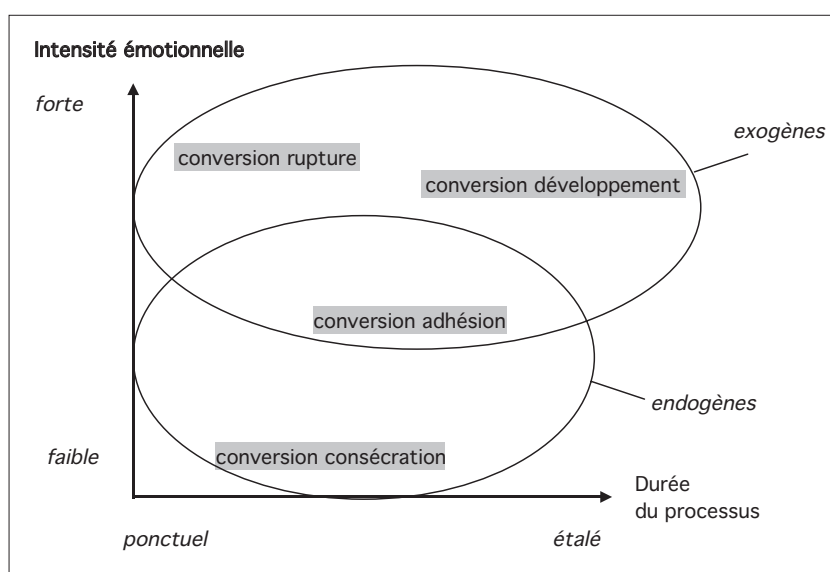 Intensité émotionnelle
forte
exogènes
conversion rupture
conversion développement
conversion adhésion
endogènes
faible
conversion consécration
Durée
du processus
ponctuel
étalé